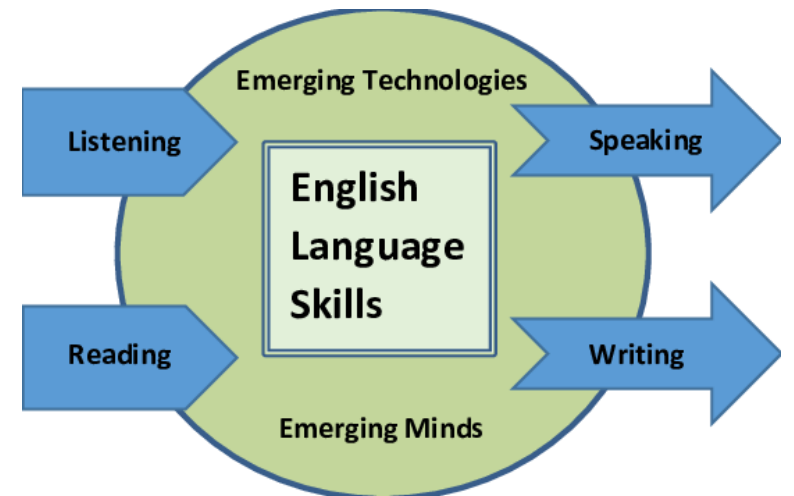 Emerging Technologies
Listening
Speaking
English
Language
Skills
Reading
Writing
Emerging Minds